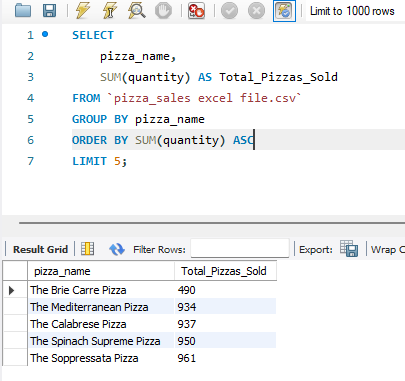 Limit to 1000 rows
1 SELECT
2 pizza_name,
3 SUM(quantity) AS Total_Pizzas_Sold
4 FROM `pizza_sales excel file.csv`
5 GROUP BY pizza_name
6 ORDER BY SUM(quantity) ASC
7 LIMIT 5;
Result Grid Filter Rows: Export: Wrap C
pizza_name Total_Pizzas_Sold
The Brie Carre Pizza 490
The Mediterranean Pizza 934
The Calabrese Pizza 937
The Spinach Supreme Pizza 950
The Soppressata Pizza 961